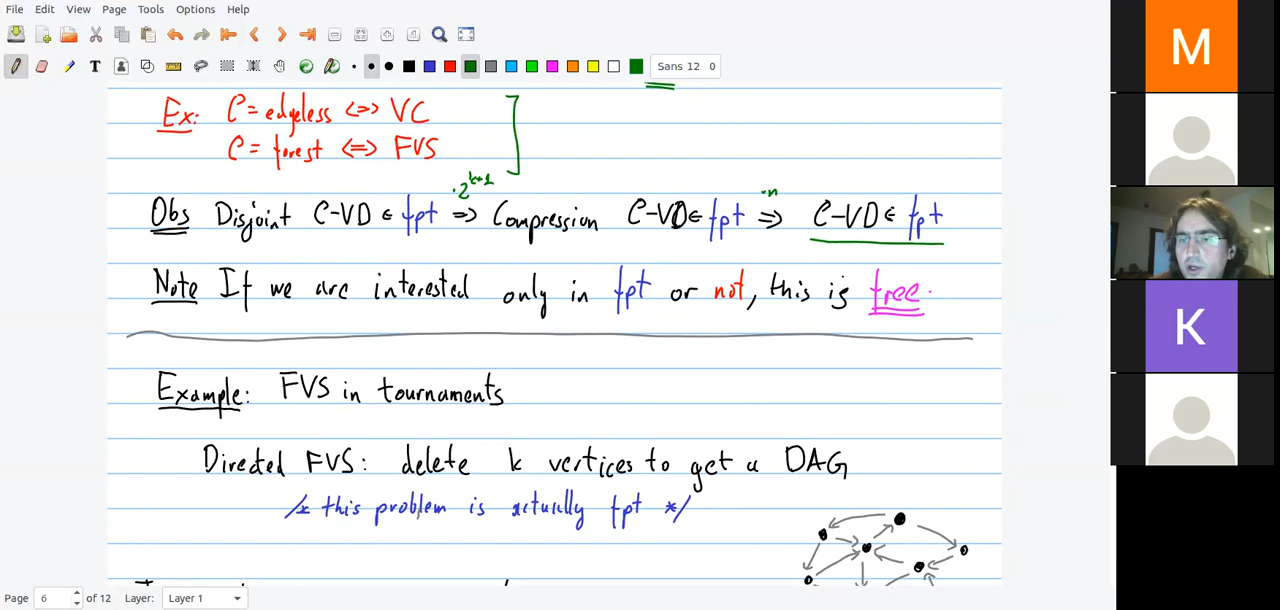 File Edit View Page Tools Options Help
Sans 12 0
Ex: C = edgeless <=> VC
C = forest <=> FVS
·2^{k+1} ·n
Obs Disjoint C-VD ∈ fpt => Compression C-VD ∈ fpt => C-VD ∈ fpt
Note If we are interested only in fpt or not, this is free.
Example: FVS in tournaments
Directed FVS: delete k vertices to get a DAG
/* this problem is actually fpt */
Page 6 of 12 Layer: Layer 1
M
K